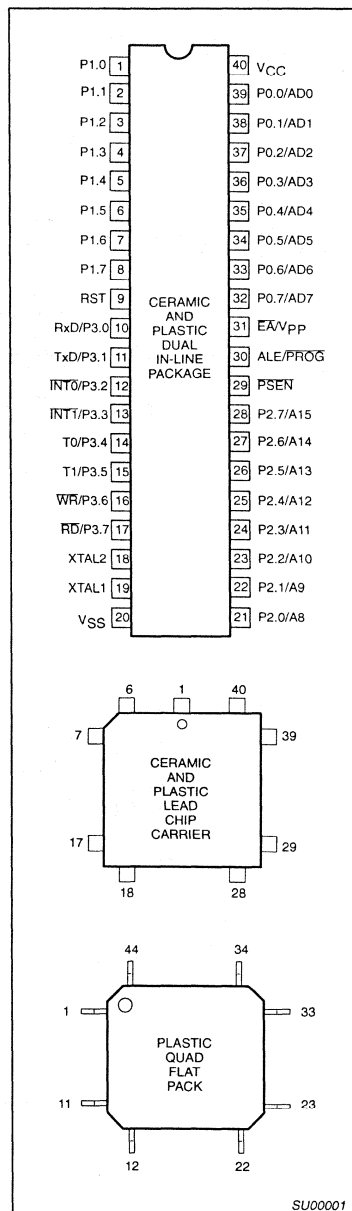 P1.0 1 40 VCC
P1.1 2 39 P0.0/AD0
P1.2 3 38 P0.1/AD1
P1.3 4 37 P0.2/AD2
P1.4 5 36 P0.3/AD3
P1.5 6 35 P0.4/AD4
P1.6 7 34 P0.5/AD5
P1.7 8 33 P0.6/AD6
RST 9 32 P0.7/AD7
RxD/P3.0 10 31 E̅A̅/VPP
TxD/P3.1 11 30 ALE/P̅R̅O̅G̅
I̅N̅T̅0̅/P3.2 12 29 P̅S̅E̅N̅
I̅N̅T̅1̅/P3.3 13 28 P2.7/A15
T0/P3.4 14 27 P2.6/A14
T1/P3.5 15 26 P2.5/A13
W̅R̅/P3.6 16 25 P2.4/A12
R̅D̅/P3.7 17 24 P2.3/A11
XTAL2 18 23 P2.2/A10
XTAL1 19 22 P2.1/A9
VSS 20 21 P2.0/A8
CERAMIC
AND
PLASTIC
DUAL
IN-LINE
PACKAGE
6 1 40
7 39
CERAMIC
AND
PLASTIC
LEAD
CHIP
CARRIER
17 29
18 28
44 34
1 33
PLASTIC
QUAD
FLAT
PACK
11 23
12 22
SU00001